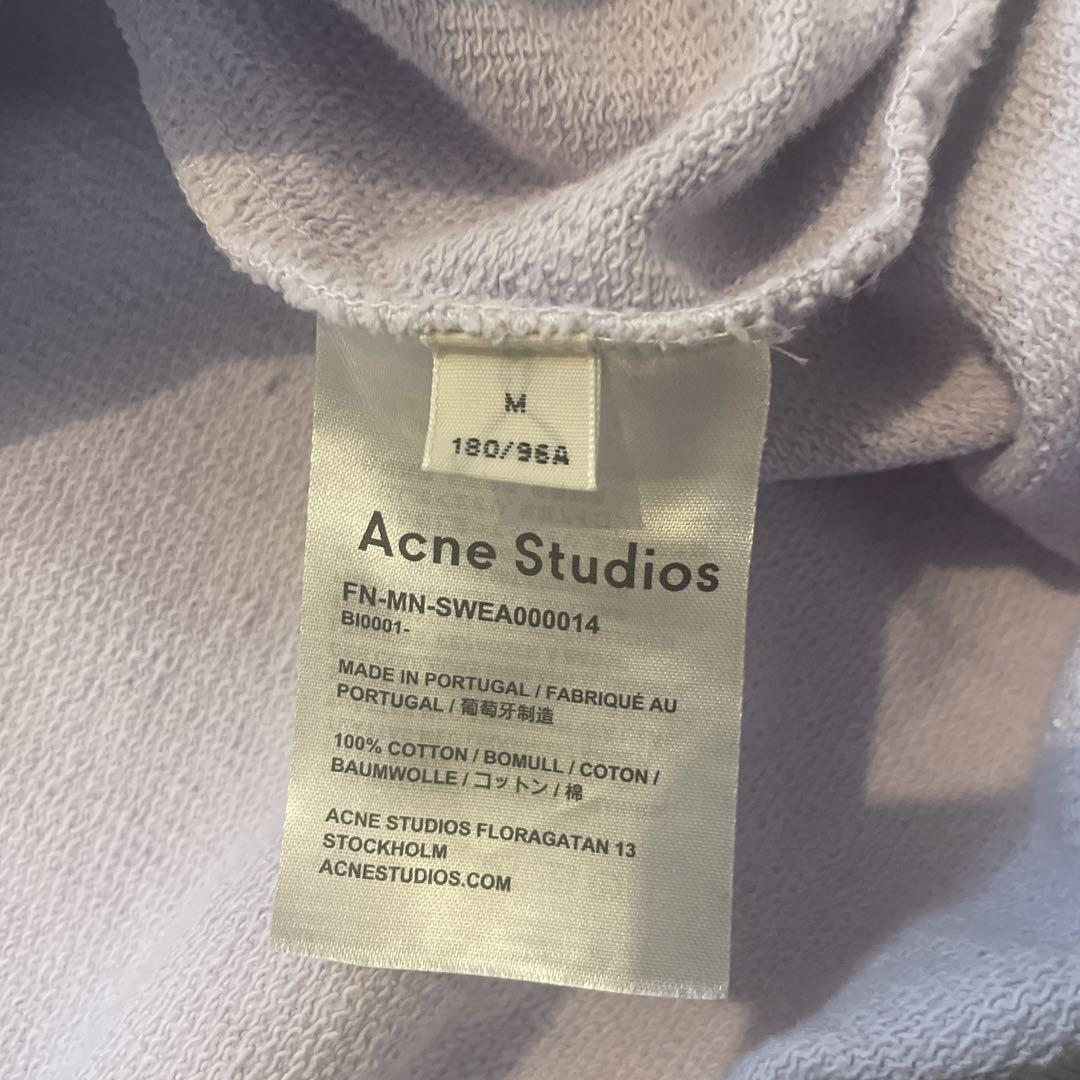 M
180/96A
Acne Studios
FN-MN-SWEA000014
BI0001-
MADE IN PORTUGAL / FABRIQUÉ AU
PORTUGAL / 葡萄牙制造
100% COTTON / BOMULL / COTON /
BAUMWOLLE / コットン / 棉
ACNE STUDIOS FLORAGATAN 13
STOCKHOLM
ACNESTUDIOS.COM